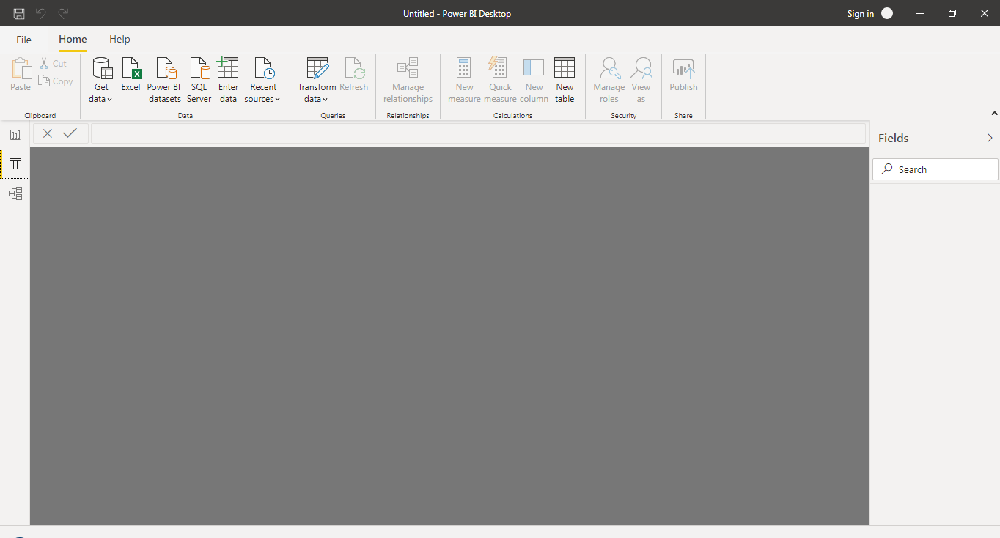 Untitled - Power BI Desktop
Sign in
File Home Help
Paste
Cut
Copy
Clipboard
Get data
Excel
Power BI datasets
SQL Server
Enter data
Recent sources
Data
Transform data
Refresh
Queries
Manage relationships
Relationships
New measure
Quick measure
New column
New table
Calculations
Manage roles
View as
Security
Publish
Share
Fields
Search